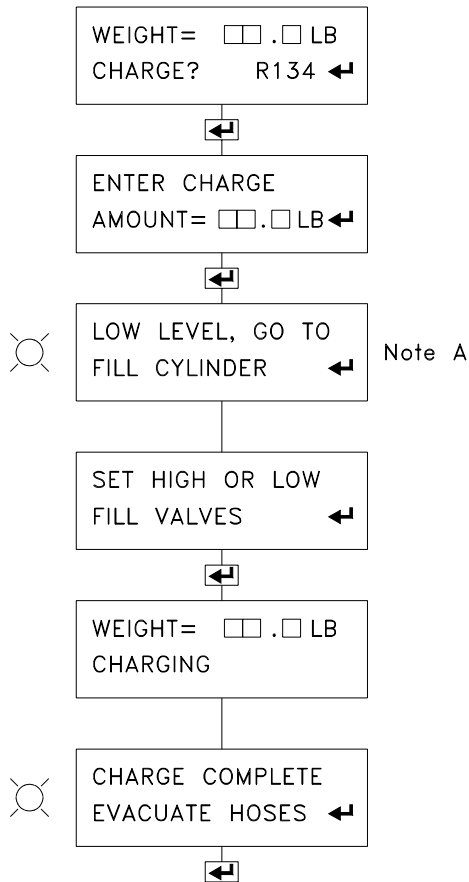 WEIGHT= □□.□ LB
CHARGE? R134 ↵
↵
ENTER CHARGE
AMOUNT= □□.□ LB ↵
↵
LOW LEVEL, GO TO
FILL CYLINDER ↵
Note A
SET HIGH OR LOW
FILL VALVES ↵
↵
WEIGHT= □□.□ LB
CHARGING
CHARGE COMPLETE
EVACUATE HOSES ↵
↵